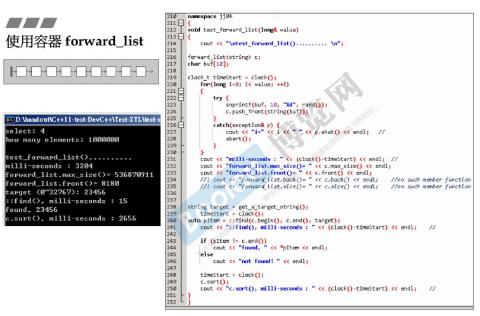 使用容器 forward_list
D:\handout\C++11-test-DevC++\Test-STL\test-s
select: 4
how many elements: 1000000
test_forward_list()..........
milli-seconds : 3204
forward_list.max_size()= 536870911
forward_list.front()= 8180
target (0~32767): 23456
::find(), milli-seconds : 15
found, 23456
c.sort(), milli-seconds : 2656
210 namespace jj04
211 {
212 void test_forward_list(long& value)
213 {
214 cout << "\ntest_forward_list().......... \n";
215
216 forward_list<string> c;
217 char buf[10];
218
219 clock_t timeStart = clock();
220 for(long i=0; i< value; ++i)
221 {
222 try {
223 snprintf(buf, 10, "%d", rand());
224 c.push_front(string(buf));
225 }
226 catch(exception& p) {
227 cout << "i=" << i << " " << p.what() << endl; //
228 abort();
229 }
230 }
231 cout << "milli-seconds : " << (clock()-timeStart) << endl; //
232 cout << "forward_list.max_size()= " << c.max_size() << endl;
233 cout << "forward_list.front()= " << c.front() << endl;
234 //! cout << "forward_list.back()= " << c.back() << endl; //no such member function
235 //! cout << "forward_list.size()= " << c.size() << endl; //no such member function
236
237
238 string target = get_a_target_string();
239 timeStart = clock();
240 auto pItem = ::find(c.begin(), c.end(), target);
241 cout << "::find(), milli-seconds : " << (clock()-timeStart) << endl; //
242
243 if (pItem != c.end())
244 cout << "found, " << *pItem << endl;
245 else
246 cout << "not found! " << endl;
247
248 timeStart = clock();
249 c.sort();
250 cout << "c.sort(), milli-seconds : " << (clock()-timeStart) << endl; //
251 }
252 }